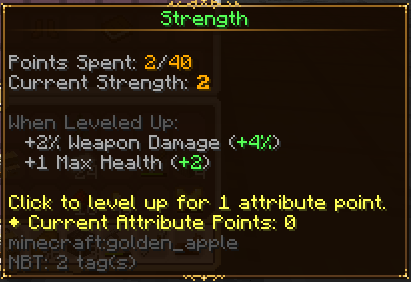 Strength
Points Spent: 2/40
Current Strength: 2
When Leveled Up:
+2% Weapon Damage (+4%)
+1 Max Health (+2)
Click to level up for 1 attribute point.
♦ Current Attribute Points: 0
minecraft:golden_apple
NBT: 2 tag(s)